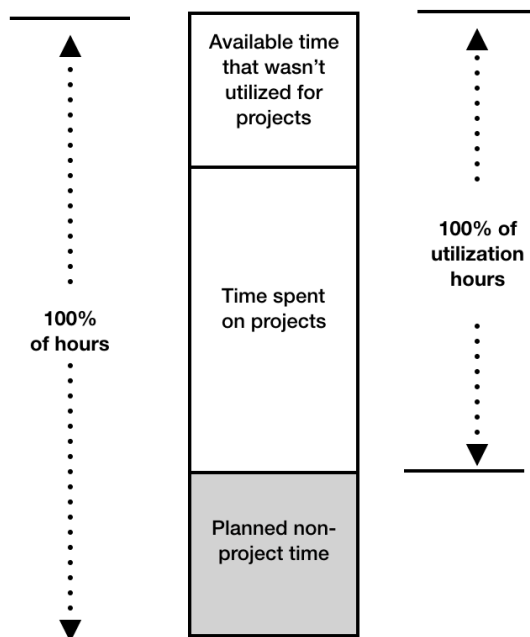 Available time
that wasn't
utilized for
projects
100% of
utilization
hours
Time spent
on projects
100%
of hours
Planned non-
project time